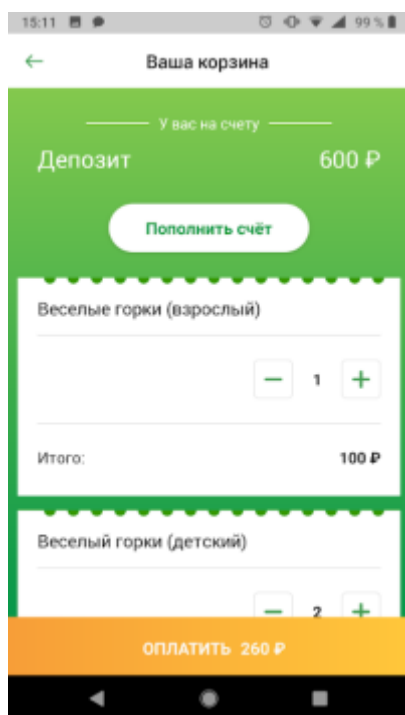 15:11 99 %
Ваша корзина
У вас на счету
Депозит 600 ₽
Пополнить счёт
Веселые горки (взрослый)
1
Итого: 100 ₽
Веселый горки (детский)
2
ОПЛАТИТЬ 260 ₽